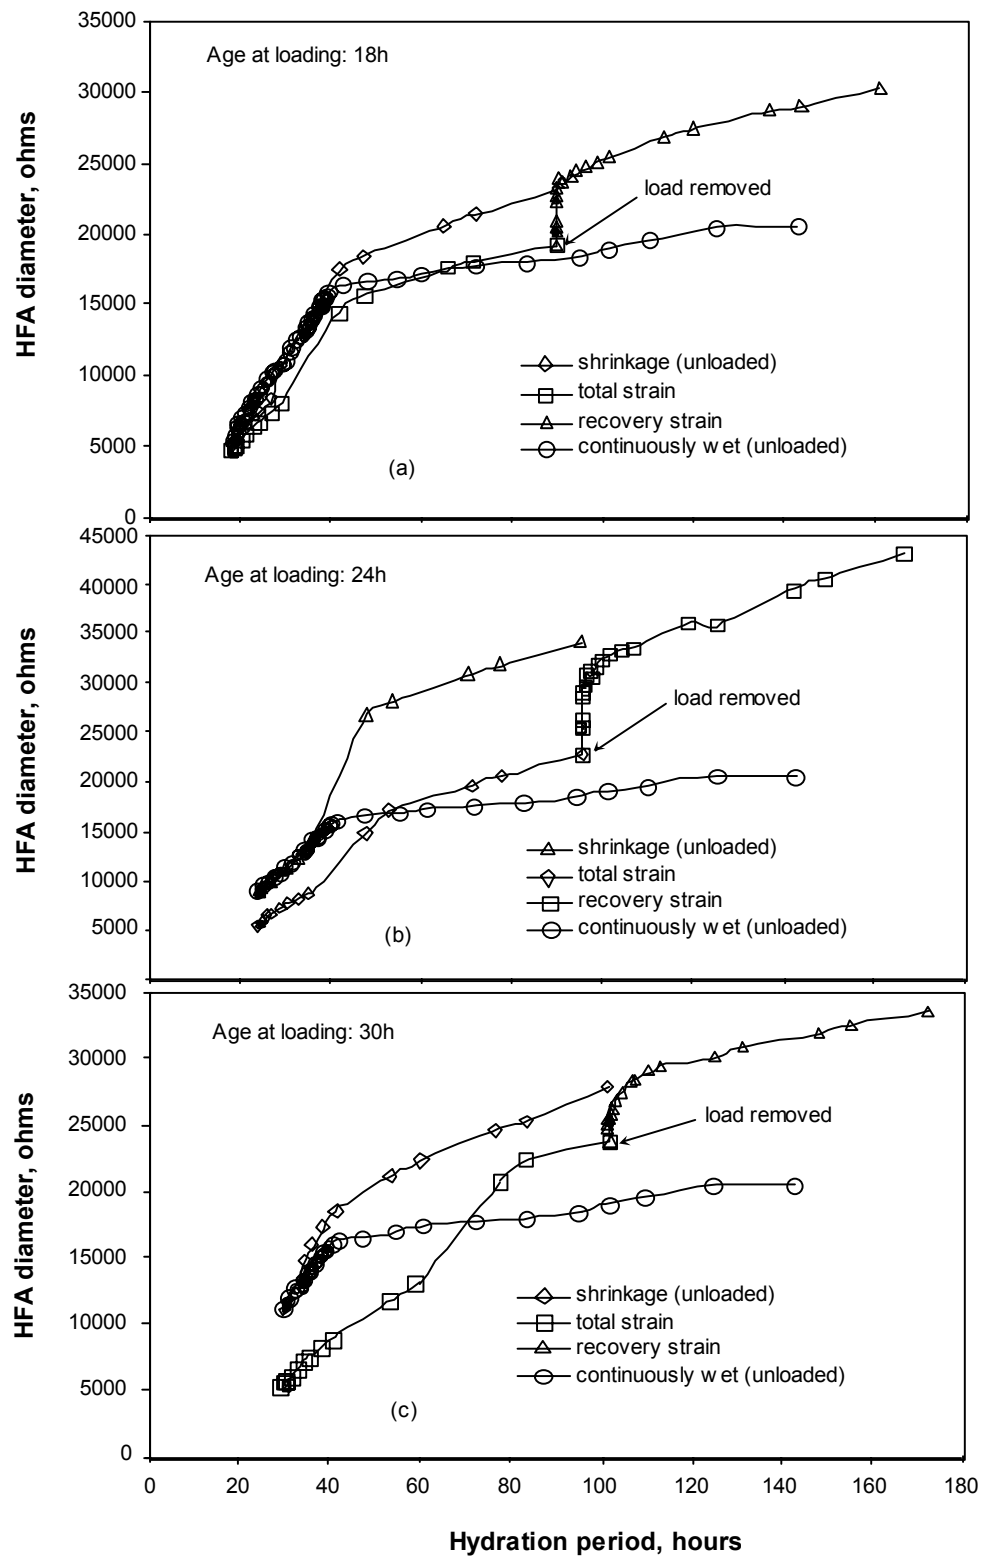 35000
30000
25000
20000
15000
10000
5000
0
HFA diameter, ohms
Age at loading: 18h
load removed
shrinkage (unloaded)
total strain
recovery strain
continuously wet (unloaded)
(a)
45000
40000
35000
30000
25000
20000
15000
10000
5000
HFA diameter, ohms
Age at loading: 24h
load removed
shrinkage (unloaded)
total strain
recovery strain
continuously wet (unloaded)
(b)
35000
30000
25000
20000
15000
10000
5000
0
HFA diameter, ohms
Age at loading: 30h
load removed
shrinkage (unloaded)
total strain
recovery strain
continuously wet (unloaded)
(c)
0 20 40 60 80 100 120 140 160 180
Hydration period, hours